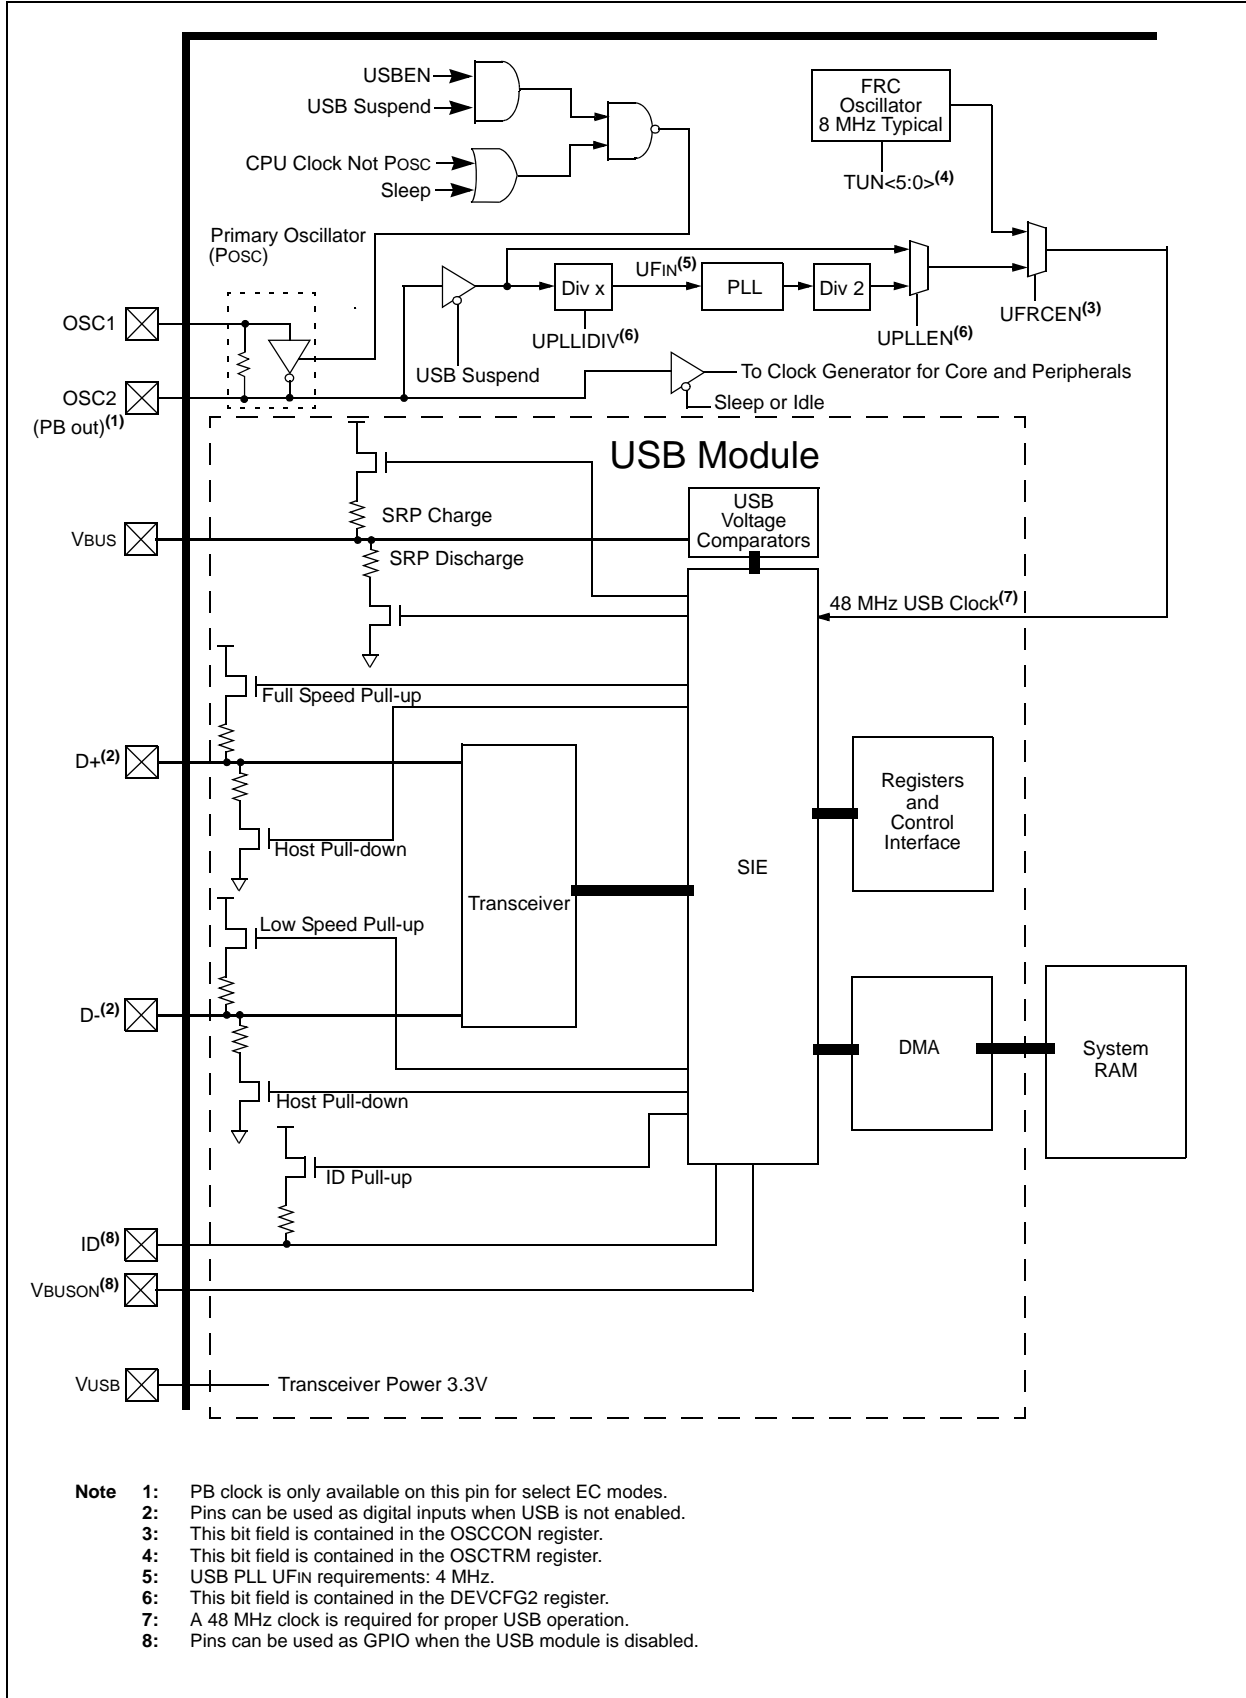 USBEN
USB Suspend
CPU Clock Not POSC
Sleep
FRC
Oscillator
8 MHz Typical
TUN<5:0>(4)
Primary Oscillator
(POSC)
UFIN(5)
Div x
PLL
Div 2
UFRCEN(3)
OSC1
UPLLIDIV(6)
UPLLEN(6)
USB Suspend
To Clock Generator for Core and Peripherals
OSC2
(PB out)(1)
Sleep or Idle
USB Module
USB
Voltage
Comparators
SRP Charge
VBUS
SRP Discharge
48 MHz USB Clock(7)
Full Speed Pull-up
D+(2)
Registers
and
Control
Interface
Host Pull-down
SIE
Transceiver
Low Speed Pull-up
D-(2)
DMA
System
RAM
Host Pull-down
ID Pull-up
ID(8)
VBUSON(8)
VUSB
Transceiver Power 3.3V
Note 1: PB clock is only available on this pin for select EC modes.
2: Pins can be used as digital inputs when USB is not enabled.
3: This bit field is contained in the OSCCON register.
4: This bit field is contained in the OSCTRM register.
5: USB PLL UFIN requirements: 4 MHz.
6: This bit field is contained in the DEVCFG2 register.
7: A 48 MHz clock is required for proper USB operation.
8: Pins can be used as GPIO when the USB module is disabled.